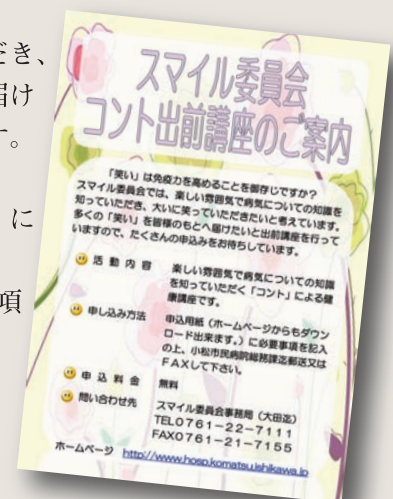 だき、
届け
す。
に
項
スマイル委員会
コント出前講座のご案内
「笑い」は免疫力を高めることを御存じですか?
スマイル委員会では、楽しい雰囲気で病気についての知識を
知っていただき、大いに笑っていただきたいと考えています。
多くの「笑い」を皆様のもとへ届けたいと出前講座を行って
いますので、たくさんの申込みをお待ちしています。
活動内容 楽しい雰囲気で病気についての知識
を知っていただく「コント」による健
康講座です。
申し込み方法 申込用紙(ホームページからもダウン
ロード出来ます。)に必要事項を記入
の上、小松市民病院総務課迄郵送又は
FAXして下さい。
申込料金 無料
問い合わせ先 スマイル委員会事務局(大田迄)
TEL0761-22-7111
FAX0761-21-7155
ホームページ http://www.hosp.komatsu.ishikawa.jp